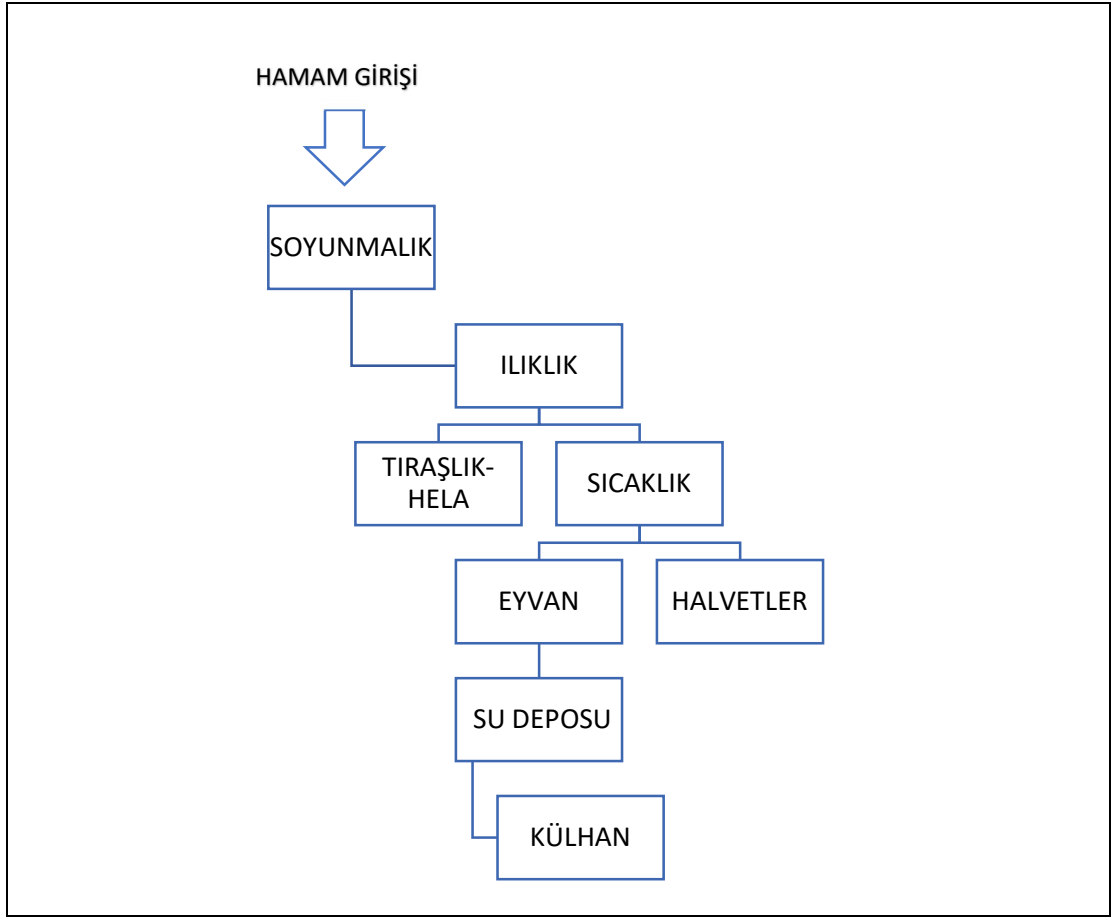 HAMAM GİRİŞİ
SOYUNMALIK
ILIKLIK
TIRAŞLIK-
HELA
SICAKLIK
EYVAN
HALVETLER
SU DEPOSU
KÜLHAN